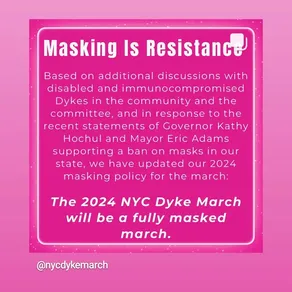 Masking Is Resistance
Based on additional discussions with
disabled and immunocompromised
Dykes in the community and the
committee, and in response to the
recent statements of Governor Kathy
Hochul and Mayor Eric Adams
supporting a ban on masks in our
state, we have updated our 2024
masking policy for the march:
The 2024 NYC Dyke March
will be a fully masked
march.
@nycdykemarch